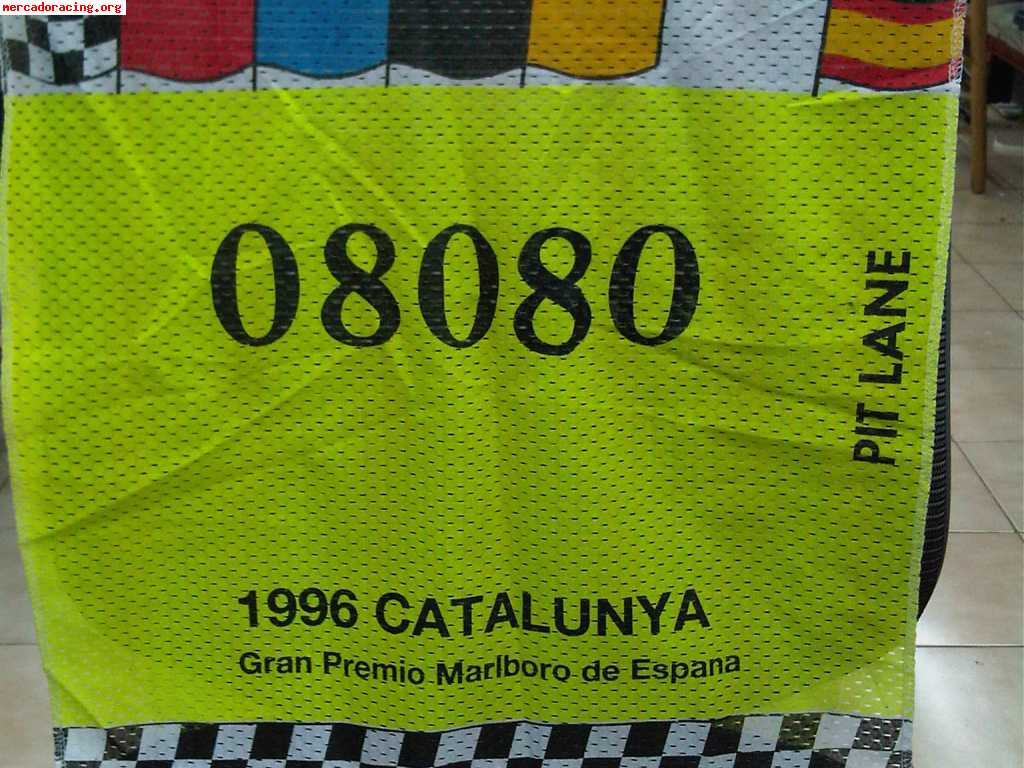 mercadoracing.org
08080
PIT LANE
1996 CATALUNYA
Gran Premio Marlboro de Espana